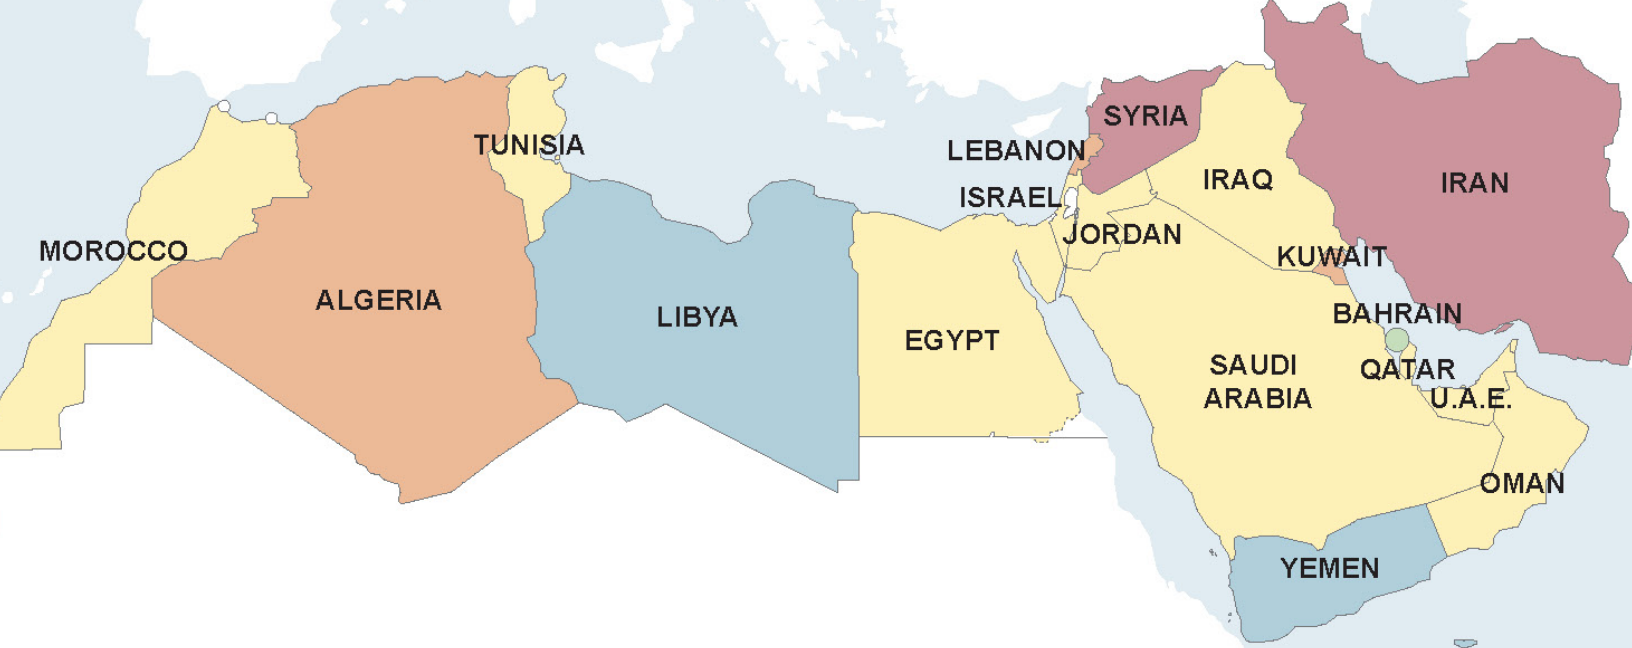 SYRIA
TUNISIA
LEBANON
IRAQ
IRAN
ISRAEL
JORDAN
MOROCCO
KUWAIT
ALGERIA
LIBYA
BAHRAIN
EGYPT
SAUDI
ARABIA
QATAR
U.A.E.
OMAN
YEMEN